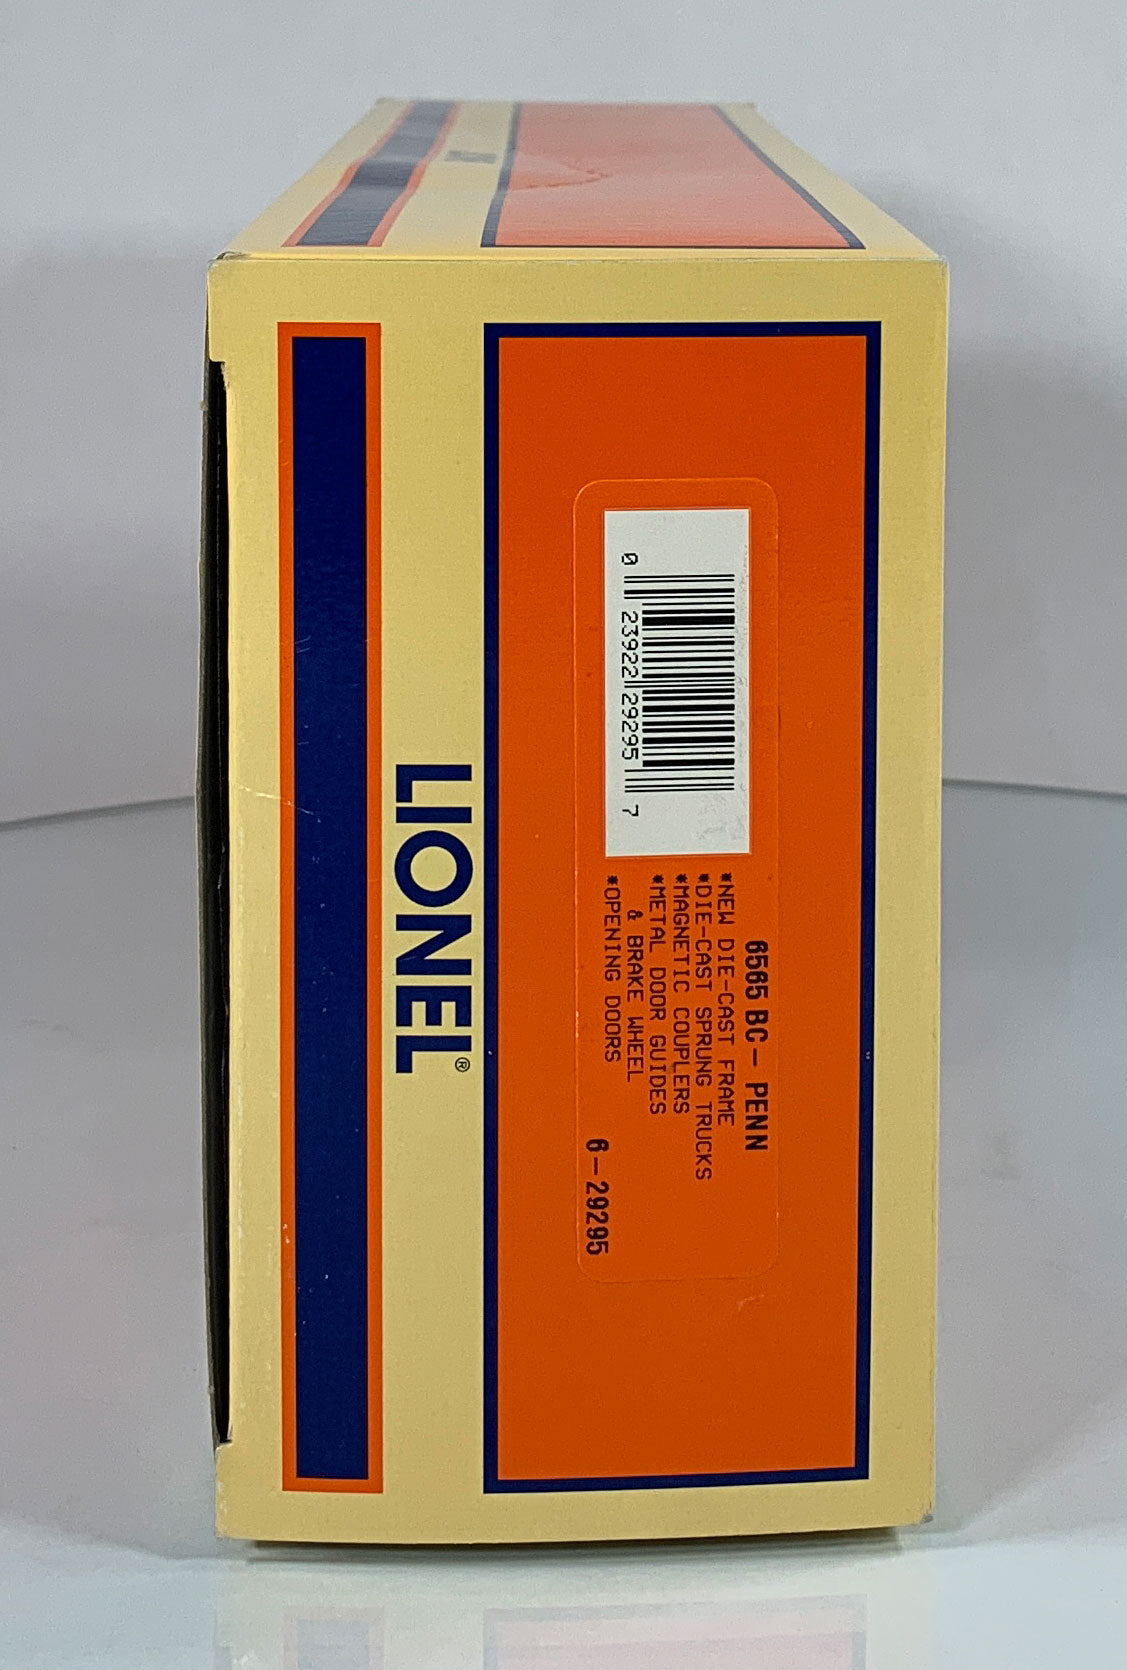 LIONEL®
0 23922 29295 7
6565 BC- PENN
*NEW DIE-CAST FRAME
*DIE-CAST SPRUNG TRUCKS
*MAGNETIC COUPLERS
*METAL DOOR GUIDES
& BRAKE WHEEL
*OPENING DOORS
6-29295